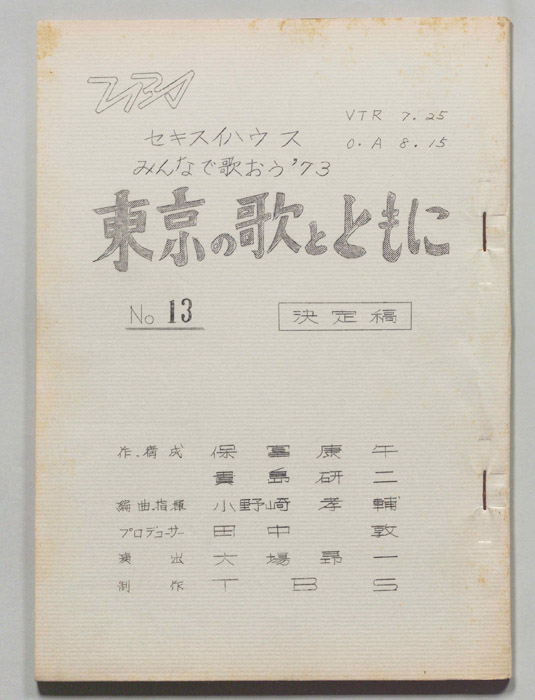 TBS
VTR 7.25
O.A 8.15
セキスイハウス
みんなで歌おう'73
東京の歌とともに
No 13
決定稿
作.構成 保富康午
貴島研二
編曲.指揮 小野崎孝輔
プロデューサー 田中敦
演出 大場昻一
制作 TBS